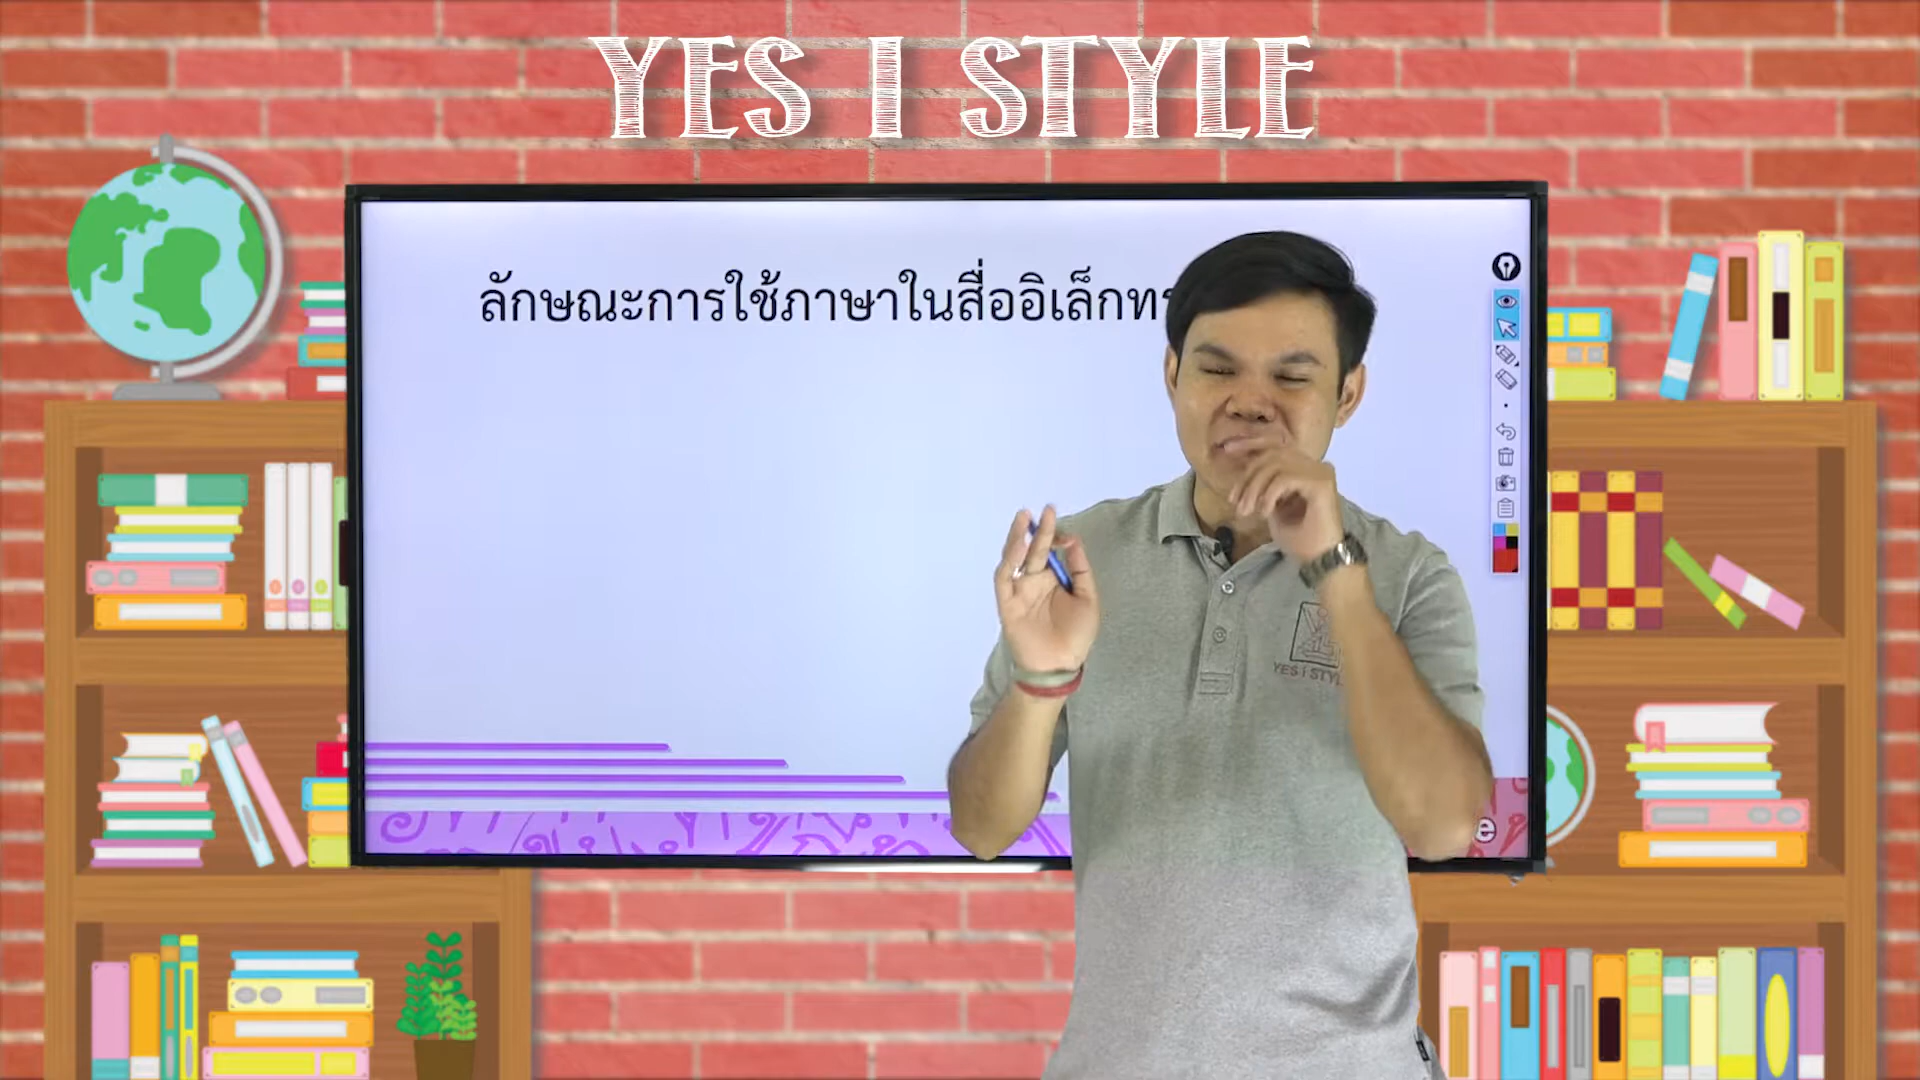 YES I STYLE
ลักษณะการใช้ภาษาในสื่ออิเล็กท
YES I STYL
e